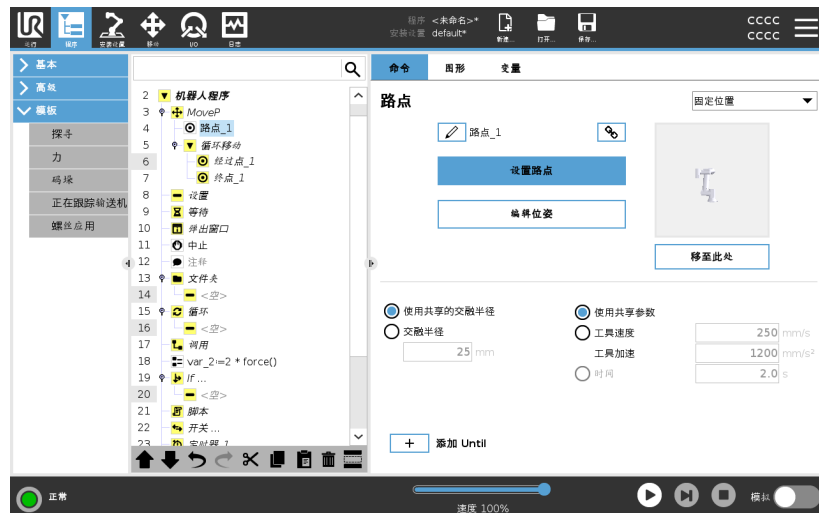 运行 程序 安装设置 移动 I/O 日志
程序 <未命名>*
安装设置 default*
新建... 打开... 保存...
CCCC
CCCC
基本
高级
模板
探寻
力
码垛
正在跟踪输送机
螺丝应用
2 机器人程序
3 MoveP
4 路点_1
5 循环移动
6 经过点_1
7 终点_1
8 设置
9 等待
10 弹出窗口
11 中止
12 注释
13 文件夹
14 <空>
15 循环
16 <空>
17 调用
18 var_2≔2 * force()
19 If ...
20 <空>
21 脚本
22 开关 ...
23 定时器_1
命令 图形 变量
路点
固定位置
路点_1
设置路点
编辑位姿
移至此处
使用共享的交融半径
交融半径
25 mm
使用共享参数
工具速度 250 mm/s
工具加速 1200 mm/s²
时间 2.0 s
添加 Until
正常
速度 100%
模拟